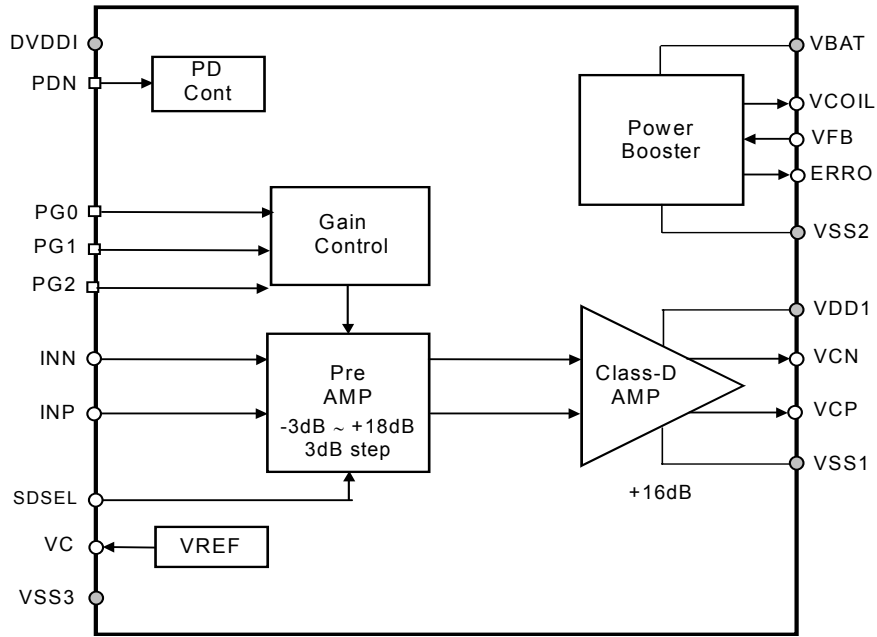 DVDDI
PDN
PD
Cont
PG0
PG1
PG2
Gain
Control
INN
INP
Pre
AMP
-3dB ~ +18dB
3dB step
SDSEL
VC
VREF
VSS3
Power
Booster
VBAT
VCOIL
VFB
ERRO
VSS2
Class-D
AMP
+16dB
VDD1
VCN
VCP
VSS1